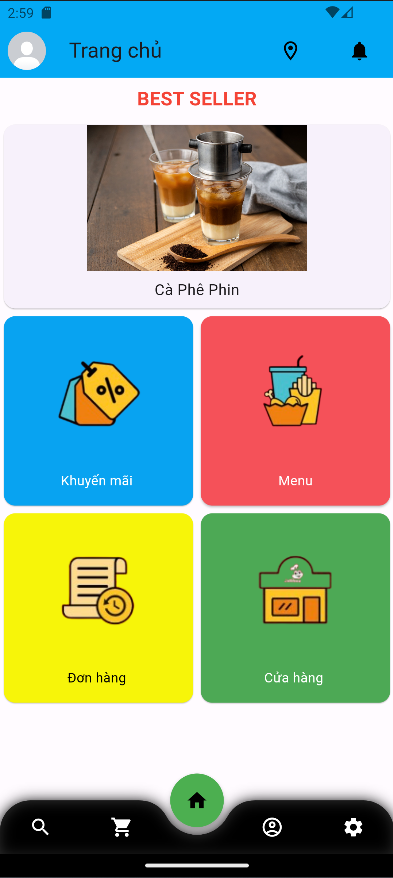 2:59
Trang chủ
BEST SELLER
Cà Phê Phin
Khuyến mãi
Menu
Đơn hàng
Cửa hàng